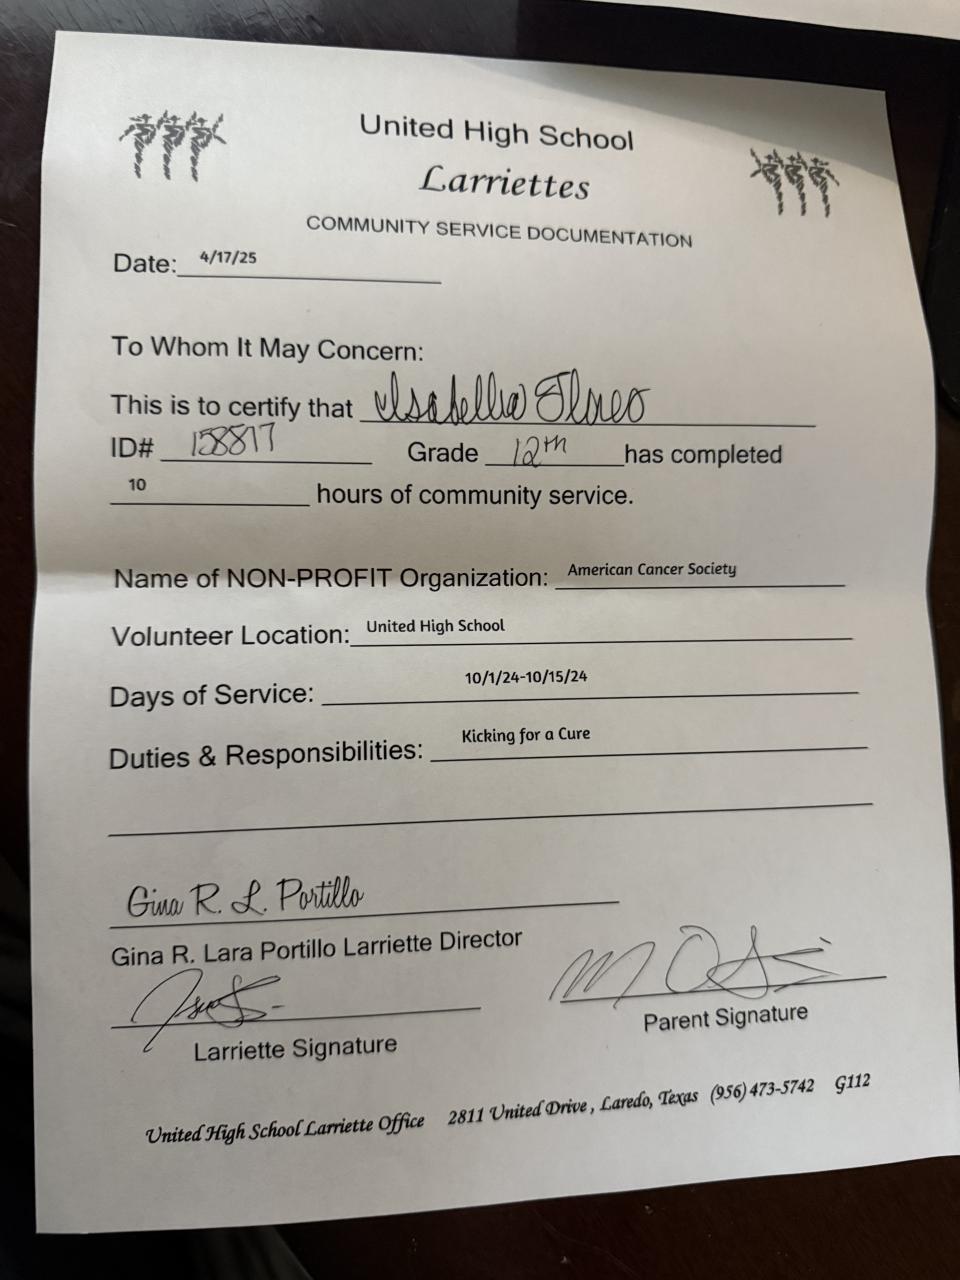 United High School
Larriettes
COMMUNITY SERVICE DOCUMENTATION
Date: 4/17/25
To Whom It May Concern:
This is to certify that Isabella
ID# 158817 Grade 12th has completed
10 hours of community service.
Name of NON-PROFIT Organization: American Cancer Society
Volunteer Location: United High School
Days of Service: 10/1/24-10/15/24
Duties & Responsibilities: Kicking for a Cure
Gina R. L. Portillo
Gina R. Lara Portillo Larriette Director
Larriette Signature
Parent Signature
United High School Larriette Office 2811 United Drive, Laredo, Texas (956) 473-5742 G112